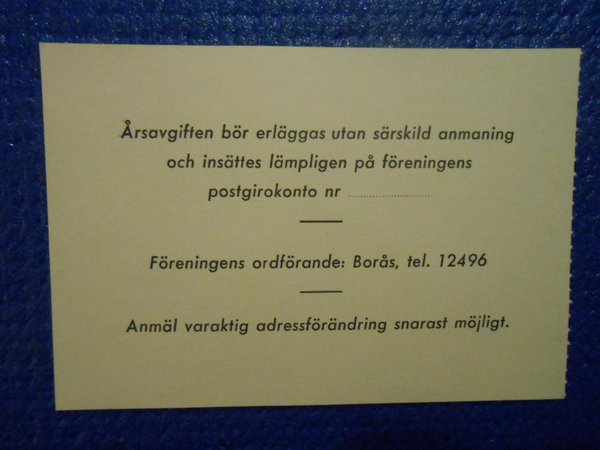 Årsavgiften bör erläggas utan särskild anmaning
och insättes lämpligen på föreningens
postgirokonto nr ........................
Föreningens ordförande: Borås, tel. 12496
Anmäl varaktig adressförändring snarast möjligt.